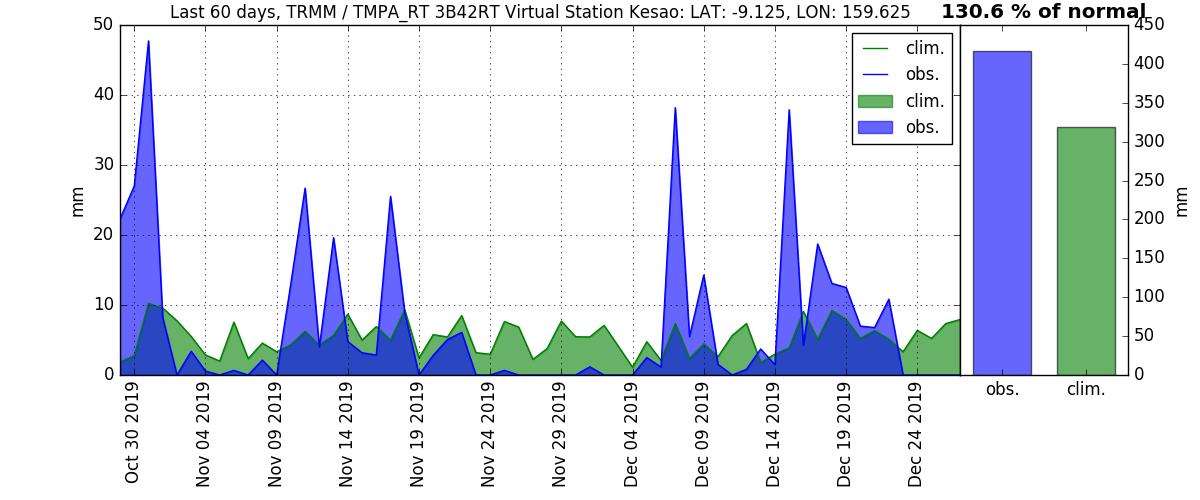 Last 60 days, TRMM / TMPA_RT 3B42RT Virtual Station Kesao: LAT: -9.125, LON: 159.625
130.6 % of normal
50
40
30
20
10
0
mm
clim.
obs.
clim.
obs.
Oct 30 2019
Nov 04 2019
Nov 09 2019
Nov 14 2019
Nov 19 2019
Nov 24 2019
Nov 29 2019
Dec 04 2019
Dec 09 2019
Dec 14 2019
Dec 19 2019
Dec 24 2019
450
400
350
300
250
200
150
100
50
0
mm
obs.
clim.